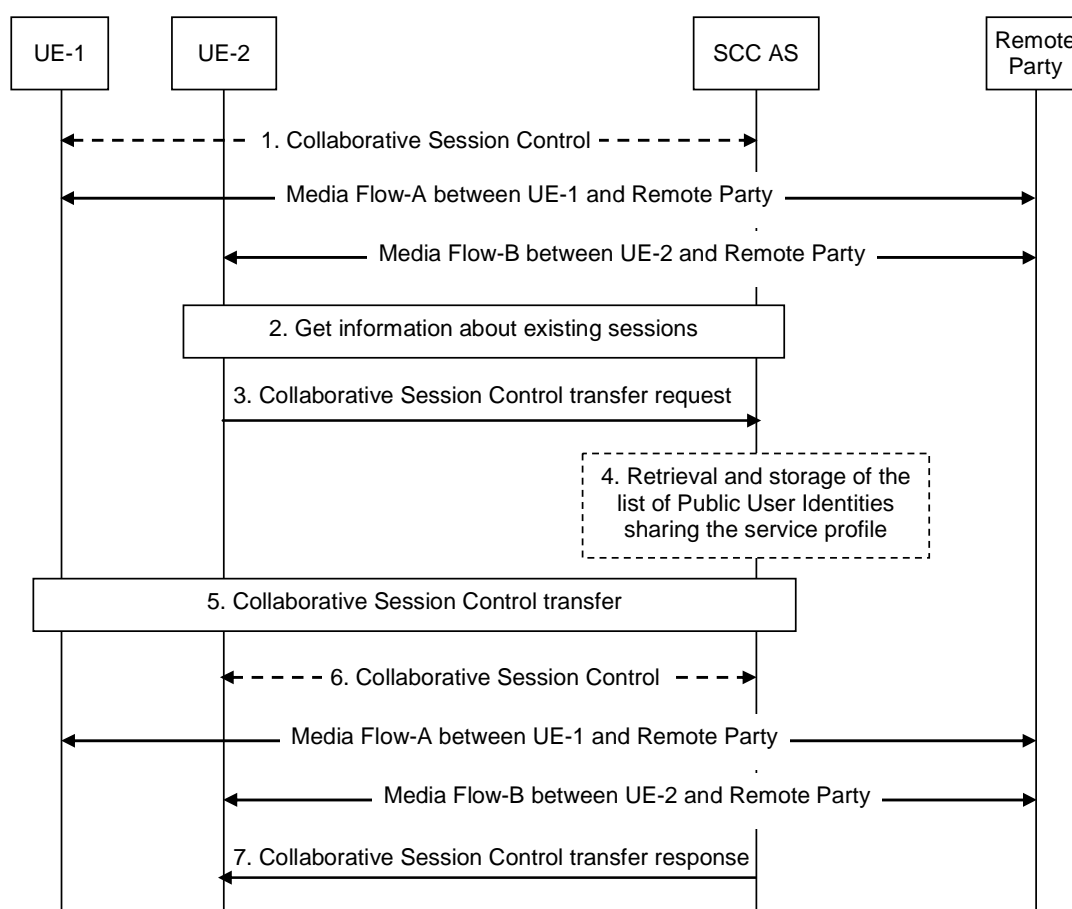 UE-1
UE-2
SCC AS
Remote
Party
1. Collaborative Session Control
Media Flow-A between UE-1 and Remote Party
Media Flow-B between UE-2 and Remote Party
2. Get information about existing sessions
3. Collaborative Session Control transfer request
4. Retrieval and storage of the
list of Public User Identities
sharing the service profile
5. Collaborative Session Control transfer
6. Collaborative Session Control
Media Flow-A between UE-1 and Remote Party
Media Flow-B between UE-2 and Remote Party
7. Collaborative Session Control transfer response